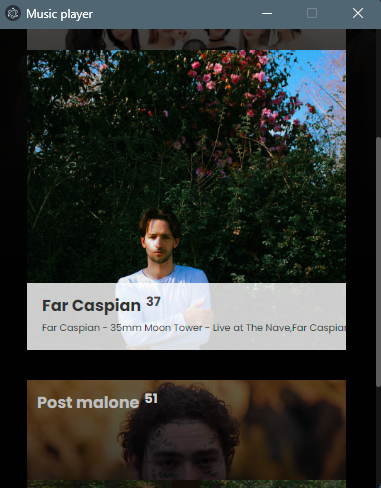 Music player
Far Caspian 37
Far Caspian - 35mm Moon Tower - Live at The Nave,Far Caspian
Post malone 51